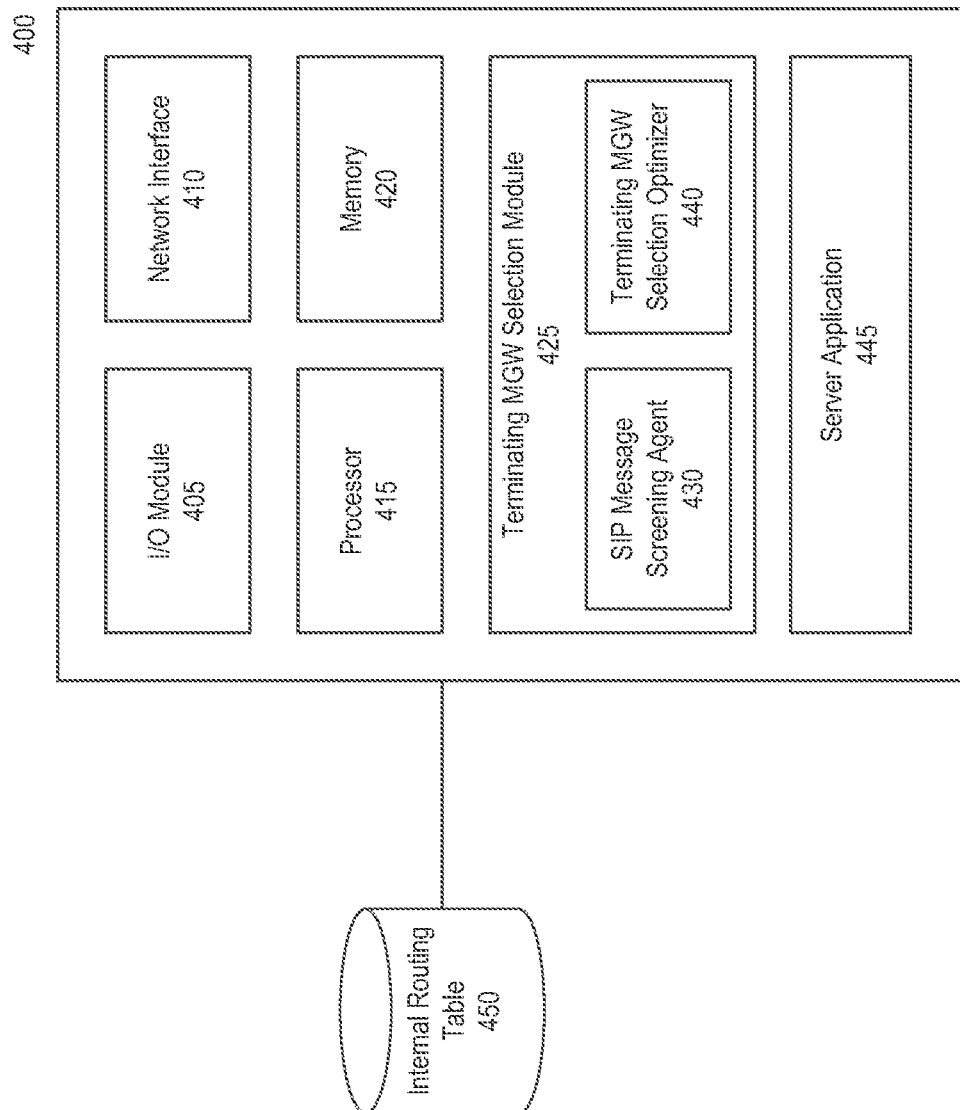 400
I/O Module
405
Network Interface
410
Processor
415
Memory
420
Terminating MGW Selection Module
425
SIP Message
Screening Agent
430
Terminating MGW
Selection Optimizer
440
Server Application
445
Internal Routing
Table
450